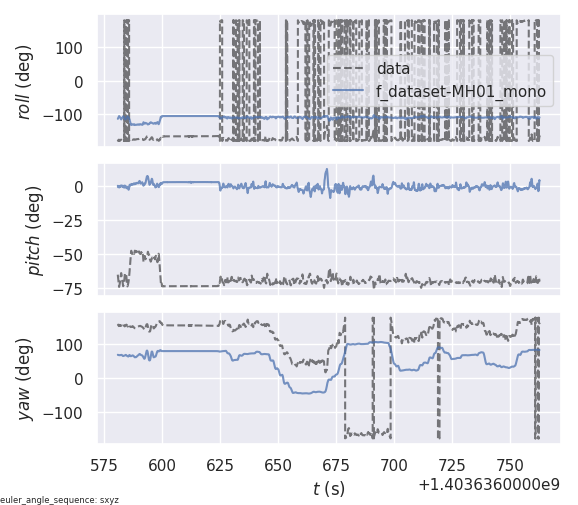 100
0
−100
roll (deg)
data
f_dataset-MH01_mono
0
−25
−50
−75
pitch (deg)
100
0
−100
yaw (deg)
575 600 625 650 675 700 725 750
t (s)
+1.4036360000e9
euler_angle_sequence: sxyz